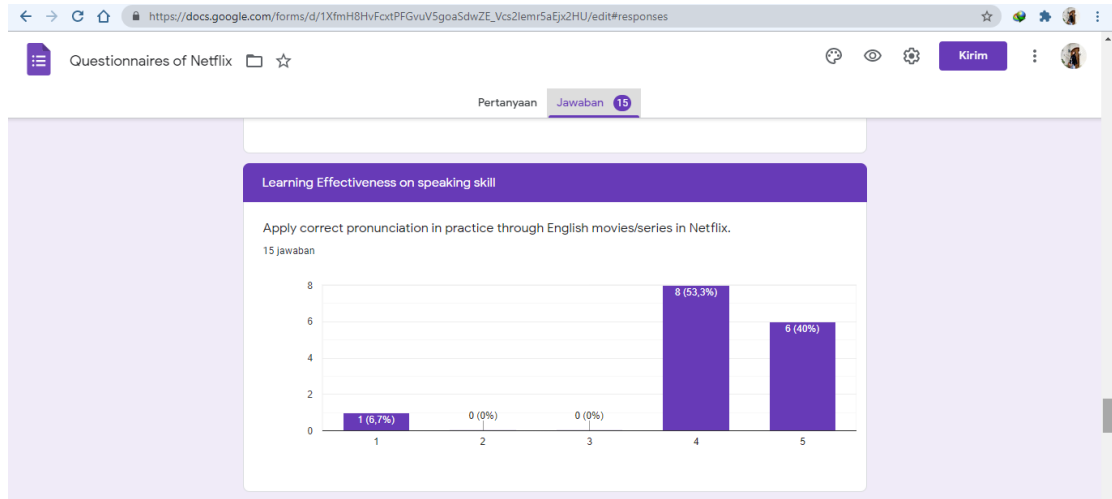 https://docs.google.com/forms/d/1XfmH8HvFcxtPFGvuV5goaSdwZE_Vcs2lemr5aEjx2HU/edit#responses
Questionnaires of Netflix
Kirim
Pertanyaan
Jawaban 15
Learning Effectiveness on speaking skill
Apply correct pronunciation in practice through English movies/series in Netflix.
15 jawaban
8
6
4
2
0
1 (6,7%)
0 (0%)
0 (0%)
8 (53,3%)
6 (40%)
1
2
3
4
5